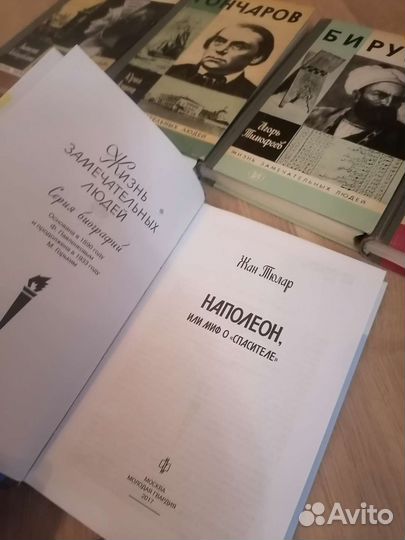 ГОНЧАРОВ
БИРУ
Игорь Тимофеев
ЖИЗНЬ ЗАМЕЧАТЕЛЬНЫХ ЛЮДЕЙ
ЖИЗНЬ
ЗАМЕЧАТЕЛЬНЫХ
ЛЮДЕЙ
Серия биографий
Основана в 1890 году
Ф. Павленковым
и продолжена в 1933 году
М. Горьким
Жан Тюлар
НАПОЛЕОН,
ИЛИ МИФ О «СПАСИТЕЛЕ»
МОСКВА
МОЛОДАЯ ГВАРДИЯ
2017
Avito